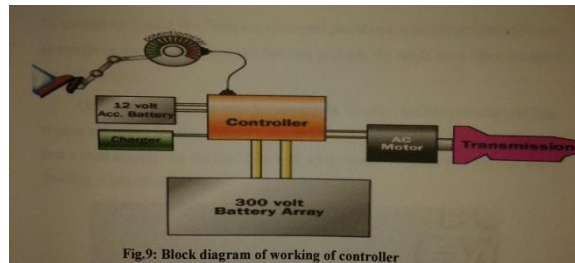 Potentiometer
12 volt
Acc. Battery
Controller
Charger
AC
Motor
Transmission
300 volt
Battery Array
Fig.9: Block diagram of working of controller